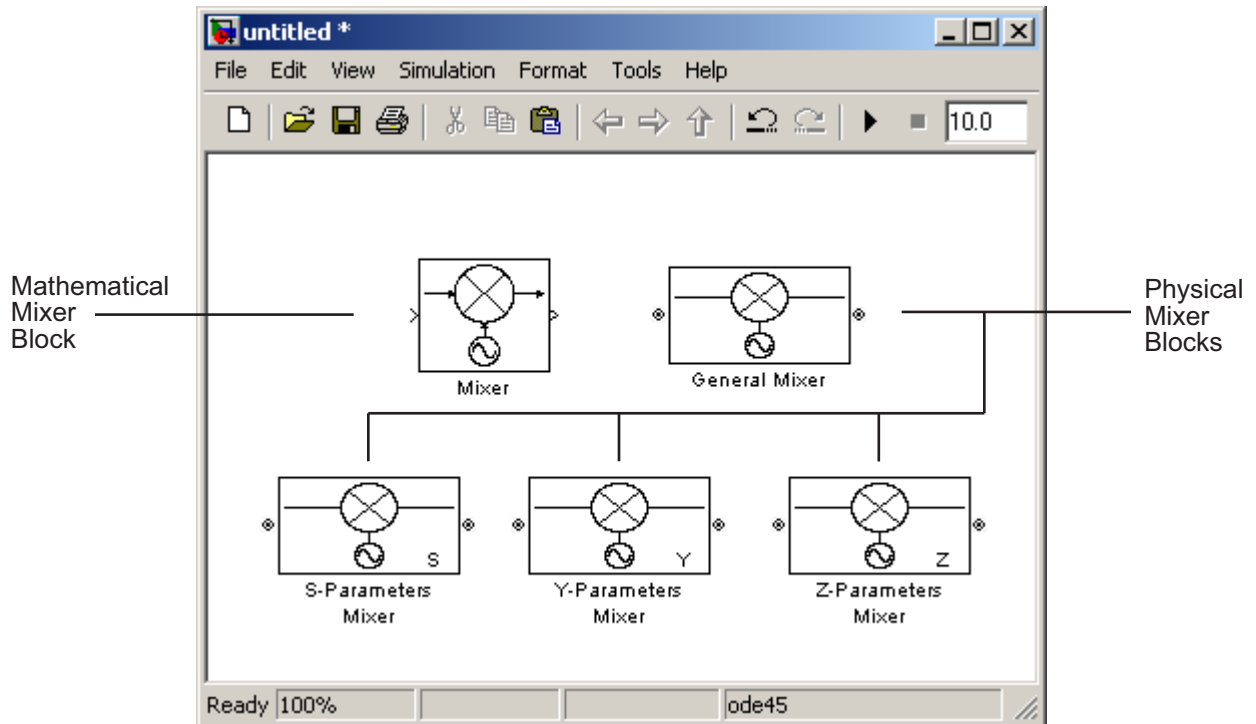 untitled *
File Edit View Simulation Format Tools Help
10.0
Mathematical
Mixer
Block
Physical
Mixer
Blocks
Mixer
General Mixer
S
Y
Z
S-Parameters
Mixer
Y-Parameters
Mixer
Z-Parameters
Mixer
Ready 100% ode45